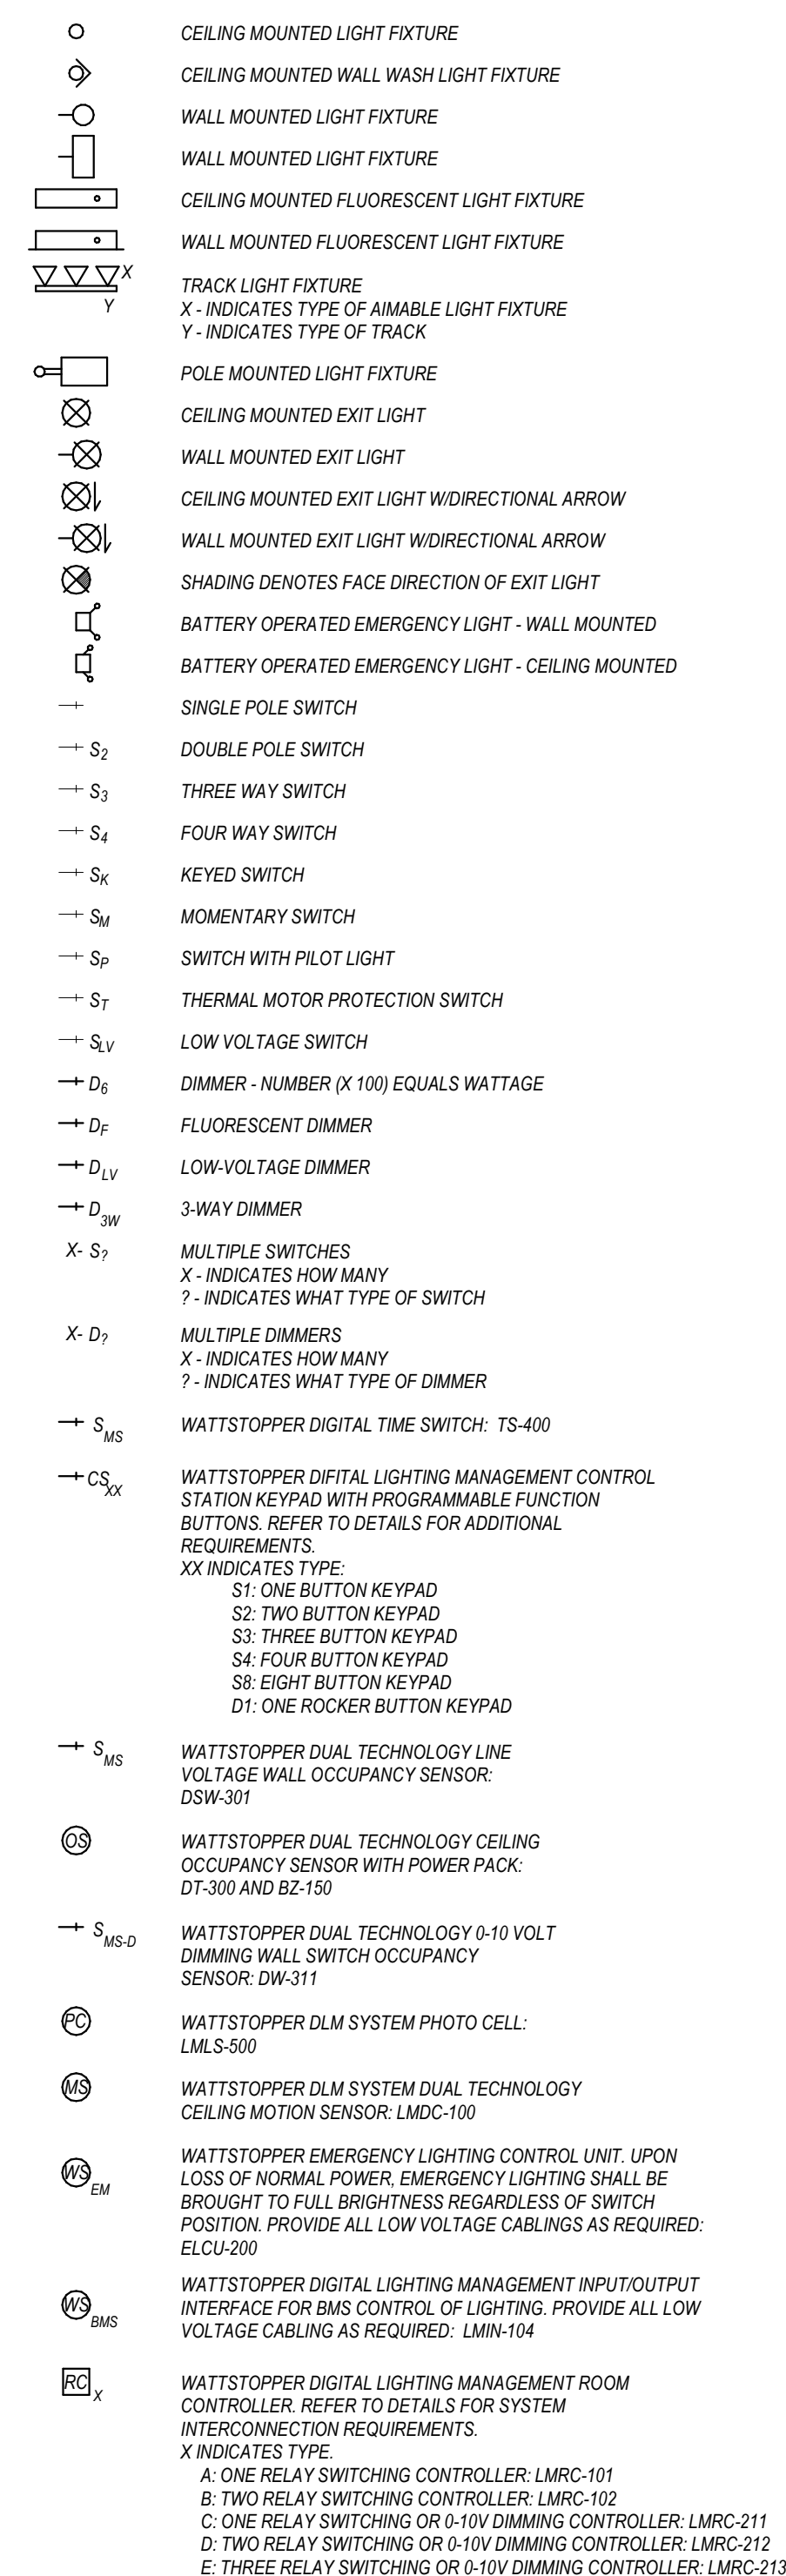 CEILING MOUNTED LIGHT FIXTURE
CEILING MOUNTED WALL WASH LIGHT FIXTURE
WALL MOUNTED LIGHT FIXTURE
WALL MOUNTED LIGHT FIXTURE
CEILING MOUNTED FLUORESCENT LIGHT FIXTURE
WALL MOUNTED FLUORESCENT LIGHT FIXTURE
X
Y
TRACK LIGHT FIXTURE
X - INDICATES TYPE OF AIMABLE LIGHT FIXTURE
Y - INDICATES TYPE OF TRACK
POLE MOUNTED LIGHT FIXTURE
CEILING MOUNTED EXIT LIGHT
WALL MOUNTED EXIT LIGHT
CEILING MOUNTED EXIT LIGHT W/DIRECTIONAL ARROW
WALL MOUNTED EXIT LIGHT W/DIRECTIONAL ARROW
SHADING DENOTES FACE DIRECTION OF EXIT LIGHT
BATTERY OPERATED EMERGENCY LIGHT - WALL MOUNTED
BATTERY OPERATED EMERGENCY LIGHT - CEILING MOUNTED
SINGLE POLE SWITCH
S2 DOUBLE POLE SWITCH
S3 THREE WAY SWITCH
S4 FOUR WAY SWITCH
SK KEYED SWITCH
SM MOMENTARY SWITCH
SP SWITCH WITH PILOT LIGHT
ST THERMAL MOTOR PROTECTION SWITCH
SLV LOW VOLTAGE SWITCH
D6 DIMMER - NUMBER (X 100) EQUALS WATTAGE
DF FLUORESCENT DIMMER
DLV LOW-VOLTAGE DIMMER
D3W 3-WAY DIMMER
X- S? MULTIPLE SWITCHES
X - INDICATES HOW MANY
? - INDICATES WHAT TYPE OF SWITCH
X- D? MULTIPLE DIMMERS
X - INDICATES HOW MANY
? - INDICATES WHAT TYPE OF DIMMER
SMS WATTSTOPPER DIGITAL TIME SWITCH: TS-400
CSXX WATTSTOPPER DIFITAL LIGHTING MANAGEMENT CONTROL
STATION KEYPAD WITH PROGRAMMABLE FUNCTION
BUTTONS. REFER TO DETAILS FOR ADDITIONAL
REQUIREMENTS.
XX INDICATES TYPE:
S1: ONE BUTTON KEYPAD
S2: TWO BUTTON KEYPAD
S3: THREE BUTTON KEYPAD
S4: FOUR BUTTON KEYPAD
S8: EIGHT BUTTON KEYPAD
D1: ONE ROCKER BUTTON KEYPAD
SMS WATTSTOPPER DUAL TECHNOLOGY LINE
VOLTAGE WALL OCCUPANCY SENSOR:
DSW-301
OS WATTSTOPPER DUAL TECHNOLOGY CEILING
OCCUPANCY SENSOR WITH POWER PACK:
DT-300 AND BZ-150
SMS-D WATTSTOPPER DUAL TECHNOLOGY 0-10 VOLT
DIMMING WALL SWITCH OCCUPANCY
SENSOR: DW-311
PC WATTSTOPPER DLM SYSTEM PHOTO CELL:
LMLS-500
MS WATTSTOPPER DLM SYSTEM DUAL TECHNOLOGY
CEILING MOTION SENSOR: LMDC-100
WS EM WATTSTOPPER EMERGENCY LIGHTING CONTROL UNIT. UPON
LOSS OF NORMAL POWER, EMERGENCY LIGHTING SHALL BE
BROUGHT TO FULL BRIGHTNESS REGARDLESS OF SWITCH
POSITION. PROVIDE ALL LOW VOLTAGE CABLINGS AS REQUIRED:
ELCU-200
WS BMS WATTSTOPPER DIGITAL LIGHTING MANAGEMENT INPUT/OUTPUT
INTERFACE FOR BMS CONTROL OF LIGHTING. PROVIDE ALL LOW
VOLTAGE CABLING AS REQUIRED: LMIN-104
RC X WATTSTOPPER DIGITAL LIGHTING MANAGEMENT ROOM
CONTROLLER. REFER TO DETAILS FOR SYSTEM
INTERCONNECTION REQUIREMENTS.
X INDICATES TYPE.
A: ONE RELAY SWITCHING CONTROLLER: LMRC-101
B: TWO RELAY SWITCHING CONTROLLER: LMRC-102
C: ONE RELAY SWITCHING OR 0-10V DIMMING CONTROLLER: LMRC-211
D: TWO RELAY SWITCHING OR 0-10V DIMMING CONTROLLER: LMRC-212
E: THREE RELAY SWITCHING OR 0-10V DIMMING CONTROLLER: LMRC-213